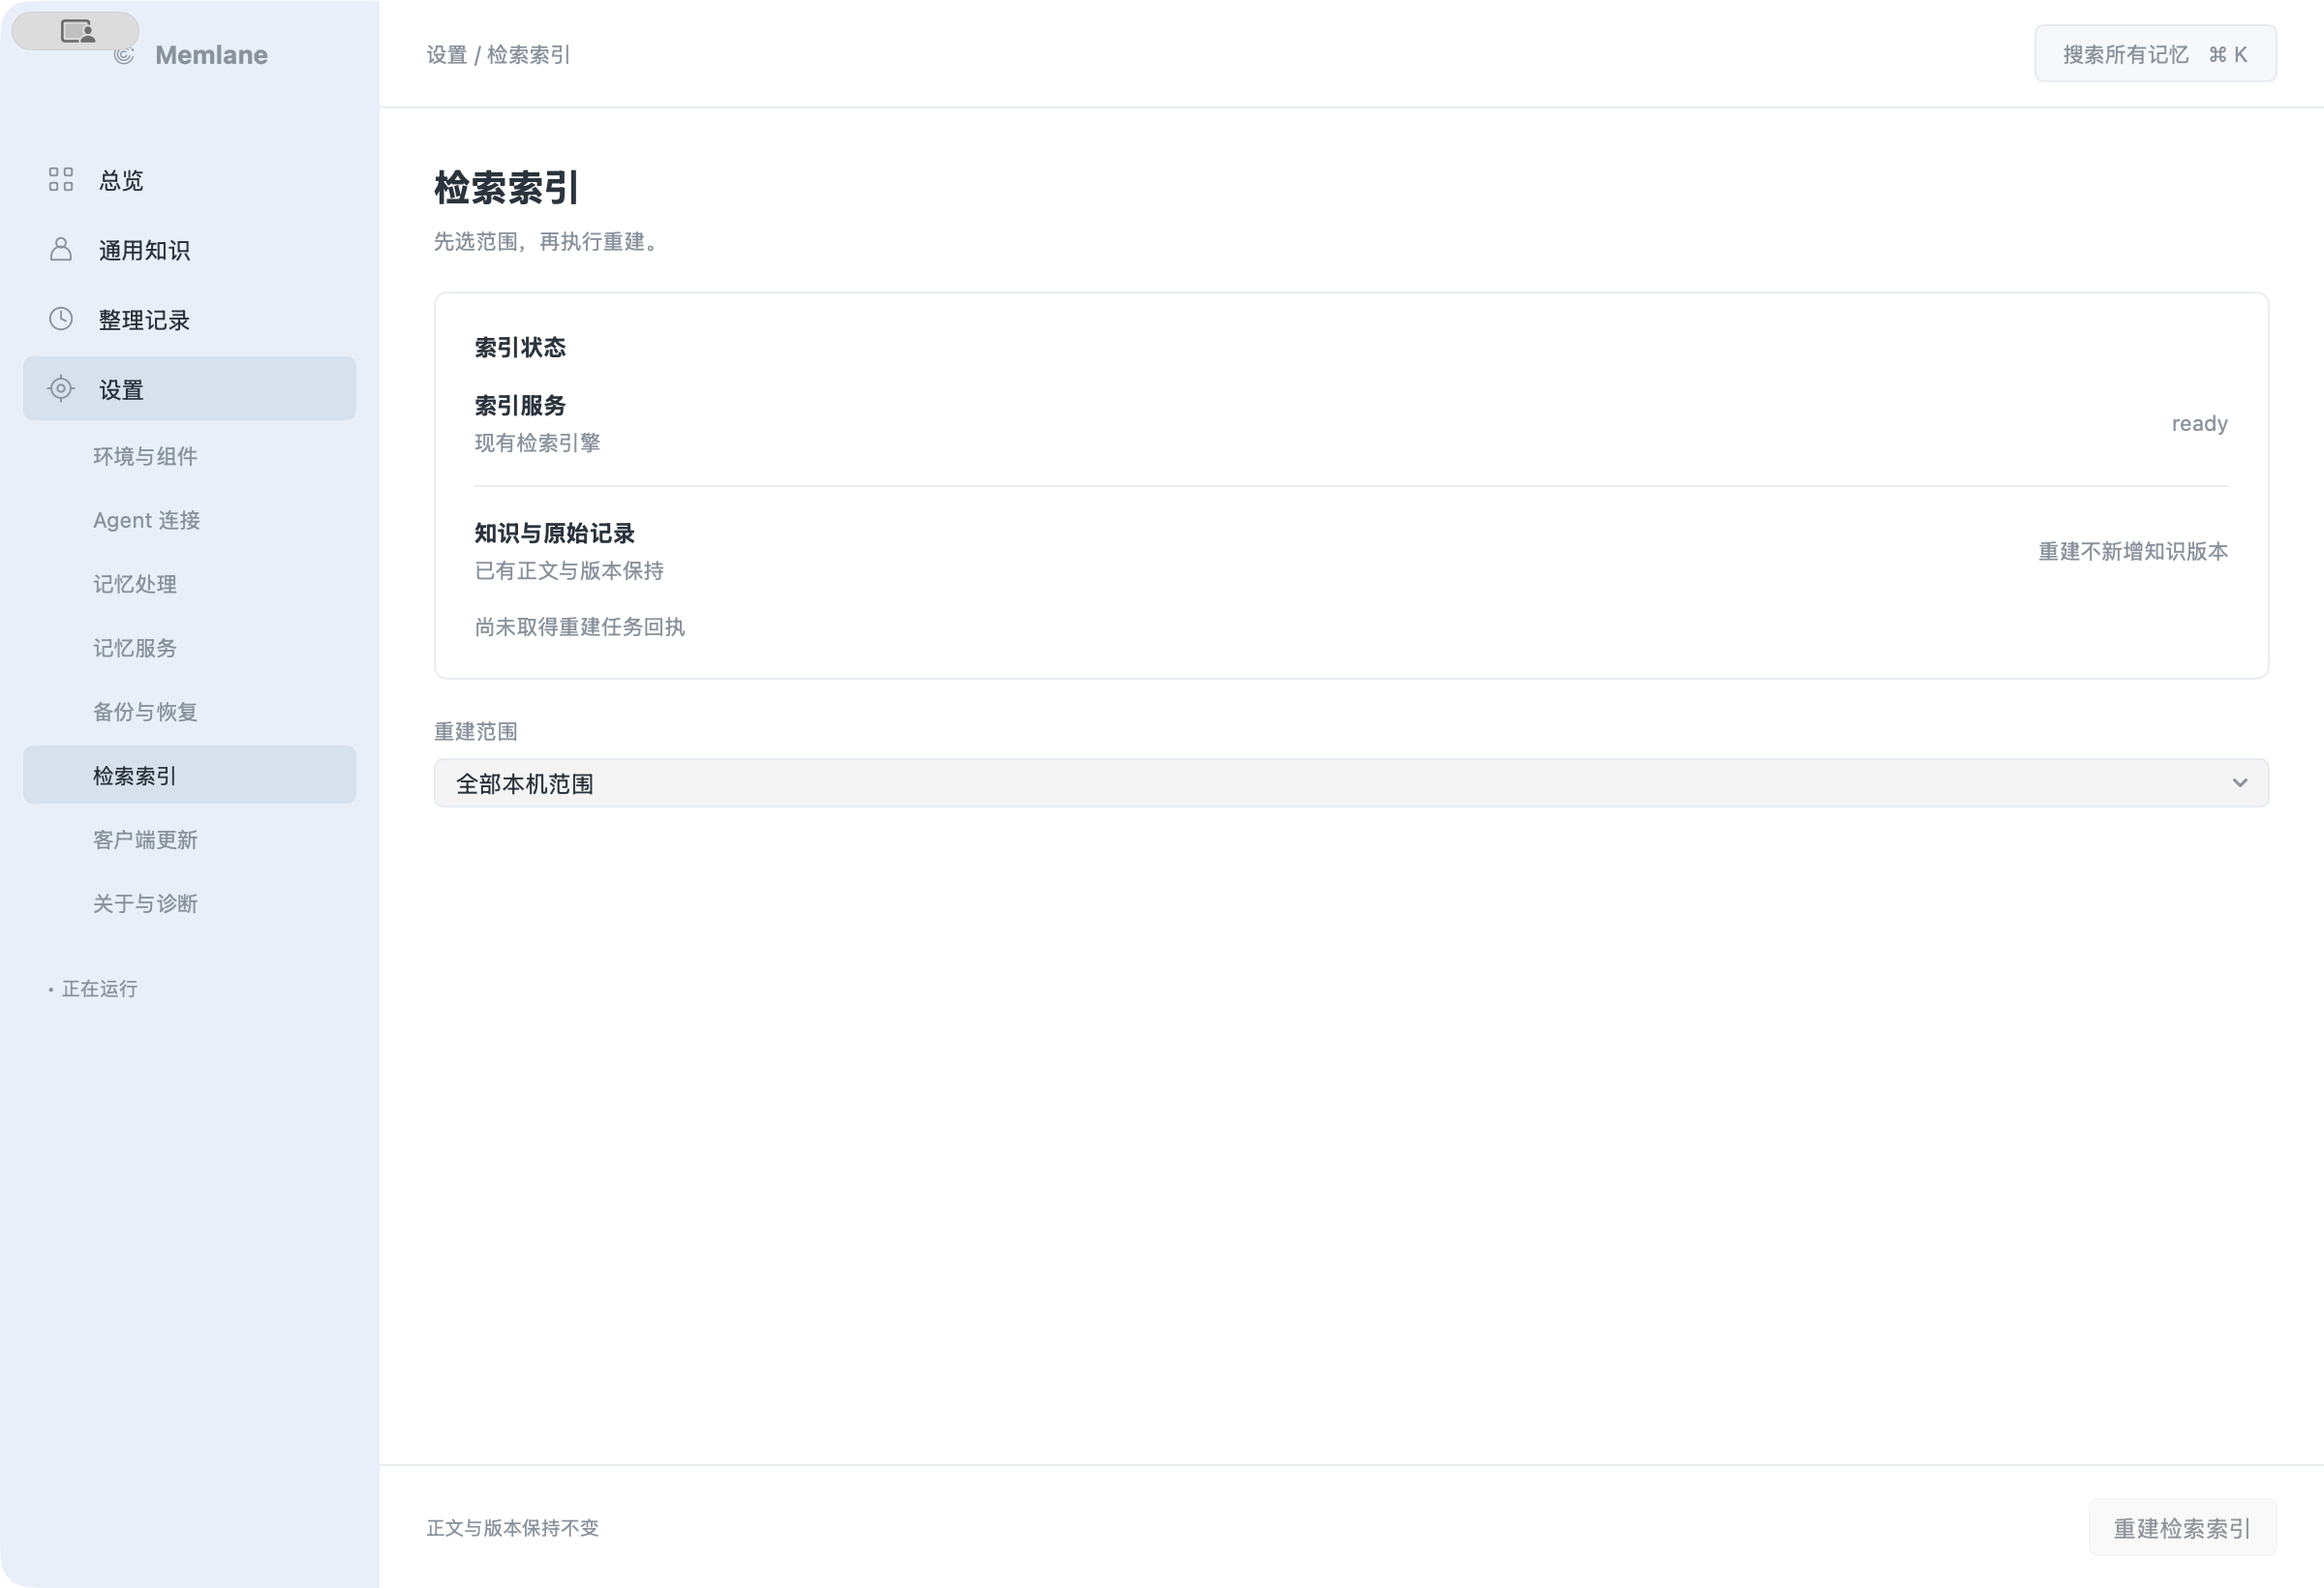 Memlane
设置 / 检索索引
搜索所有记忆 ⌘ K
总览
通用知识
整理记录
设置
环境与组件
Agent 连接
记忆处理
记忆服务
备份与恢复
检索索引
客户端更新
关于与诊断
• 正在运行
检索索引
先选范围，再执行重建。
索引状态
索引服务
现有检索引擎
ready
知识与原始记录
已有正文与版本保持
重建不新增知识版本
尚未取得重建任务回执
重建范围
全部本机范围
正文与版本保持不变
重建检索索引